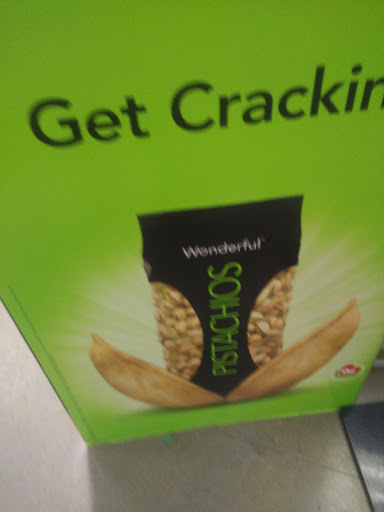 Get Crackin
Wonderful
PISTACHIOS